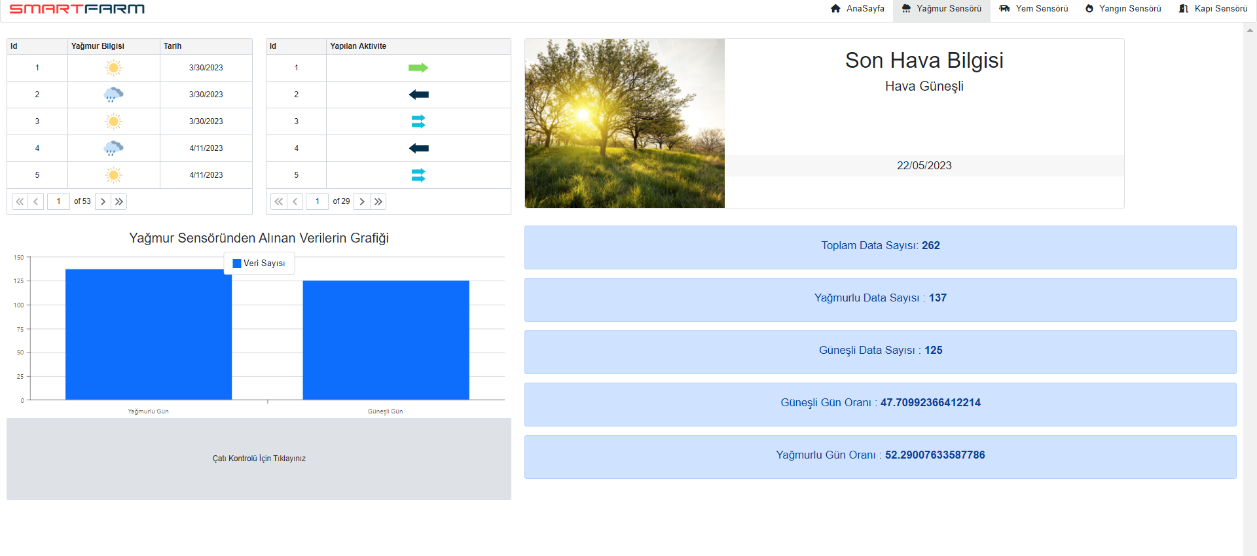 SMARTFARM
AnaSayfa
Yağmur Sensörü
Yem Sensörü
Yangın Sensörü
Kapı Sensörü
Id Yağmur Bilgisi Tarih
1 3/30/2023
2 3/30/2023
3 3/30/2023
4 4/11/2023
5 4/11/2023
1 of 53
Id Yapılan Aktivite
1
2
3
4
5
1 of 29
Son Hava Bilgisi
Hava Güneşli
22/05/2023
Yağmur Sensöründen Alınan Verilerin Grafiği
Veri Sayısı
150
125
100
75
50
25
0
Yağmurlu Gün
Güneşli Gün
Çatı Kontrolü İçin Tıklayınız
Toplam Data Sayısı: 262
Yağmurlu Data Sayısı : 137
Güneşli Data Sayısı : 125
Güneşli Gün Oranı : 47.70992366412214
Yağmurlu Gün Oranı : 52.29007633587786